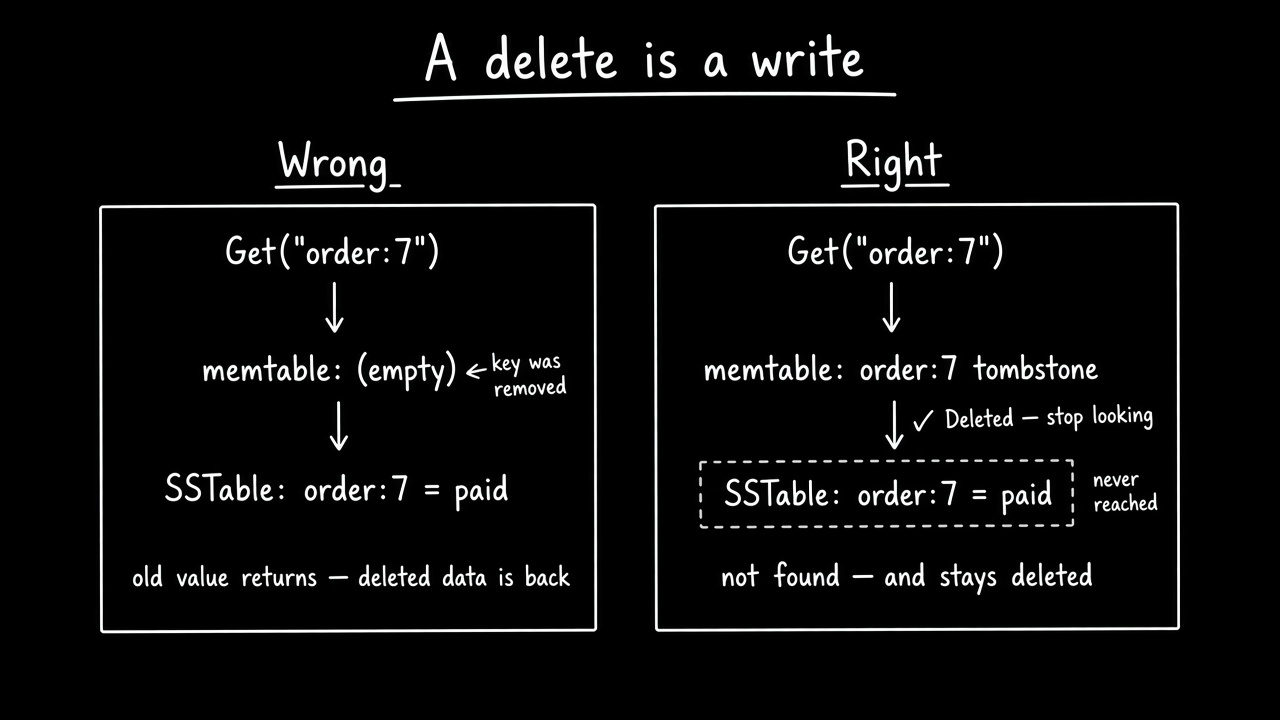 A delete is a write
Wrong
Get("order:7")
memtable: (empty) ← key was
removed
SSTable: order:7 = paid
old value returns — deleted data is back
Right
Get("order:7")
memtable: order:7 tombstone
✓ Deleted — stop looking
SSTable: order:7 = paid
never
reached
not found — and stays deleted